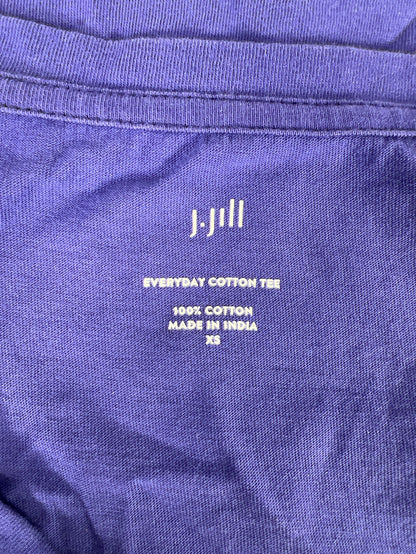 J.Jill
EVERYDAY COTTON TEE
100% COTTON
MADE IN INDIA
XS